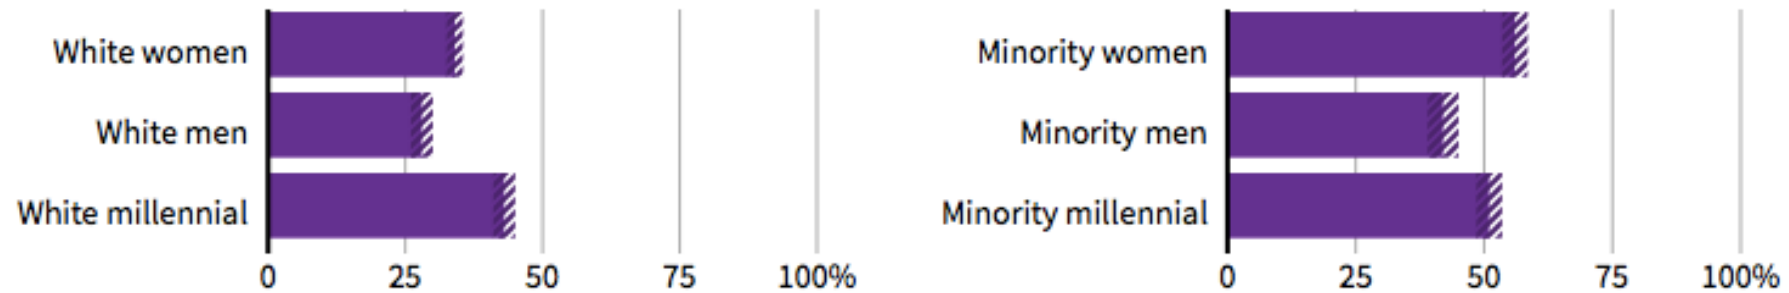 White women
White men
White millennial
0 25 50 75 100%
Minority women
Minority men
Minority millennial
0 25 50 75 100%